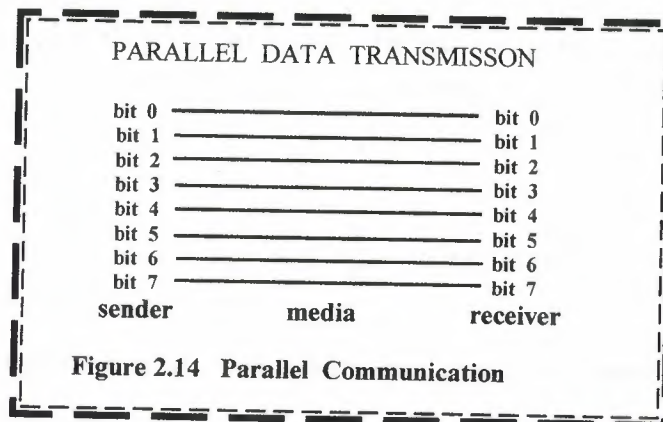 PARALLEL DATA TRANSMISSON
bit 0 bit 0
bit 1 bit 1
bit 2 bit 2
bit 3 bit 3
bit 4 bit 4
bit 5 bit 5
bit 6 bit 6
bit 7 bit 7
sender media receiver
Figure 2.14 Parallel Communication